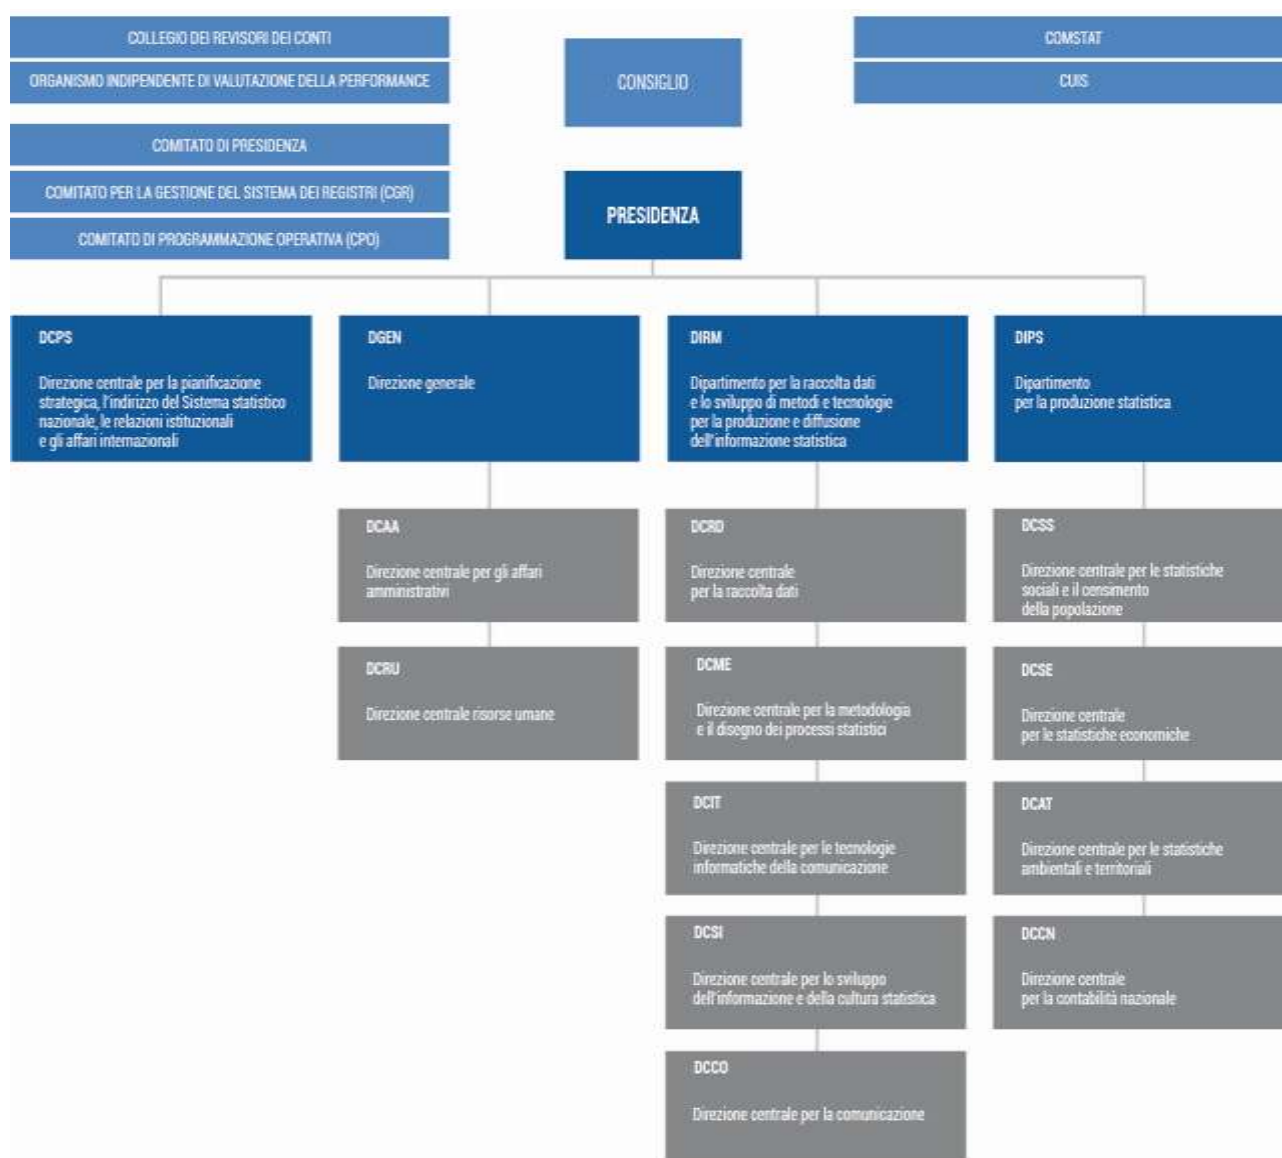 COLLEGIO DEI REVISORI DEI CONTI
ORGANISMO INDIPENDENTE DI VALUTAZIONE DELLA PERFORMANCE
COMITATO DI PRESIDENZA
COMITATO PER LA GESTIONE DEL SISTEMA DEI REGISTRI (CGR)
COMITATO DI PROGRAMMAZIONE OPERATIVA (CPO)
CONSIGLIO
COMSTAT
CUIS
PRESIDENZA
DCPS
Direzione centrale per la pianificazione
strategica, l'indirizzo del Sistema statistico
nazionale, le relazioni istituzionali
e gli affari internazionali
DGEN
Direzione generale
DCAA
Direzione centrale per gli affari
amministrativi
DCRU
Direzione centrale risorse umane
DIRM
Dipartimento per la raccolta dati
e lo sviluppo di metodi e tecnologie
per la produzione e diffusione
dell'informazione statistica
DCRD
Direzione centrale
per la raccolta dati
DCME
Direzione centrale per la metodologia
e il disegno dei processi statistici
DCIT
Direzione centrale per le tecnologie
informatiche della comunicazione
DCSI
Direzione centrale per lo sviluppo
dell'informazione e della cultura statistica
DCCO
Direzione centrale per la comunicazione
DIPS
Dipartimento
per la produzione statistica
DCSS
Direzione centrale per le statistiche
sociali e il censimento
della popolazione
DCSE
Direzione centrale
per le statistiche economiche
DCAT
Direzione centrale per le statistiche
ambientali e territoriali
DCCN
Direzione centrale
per la contabilità nazionale